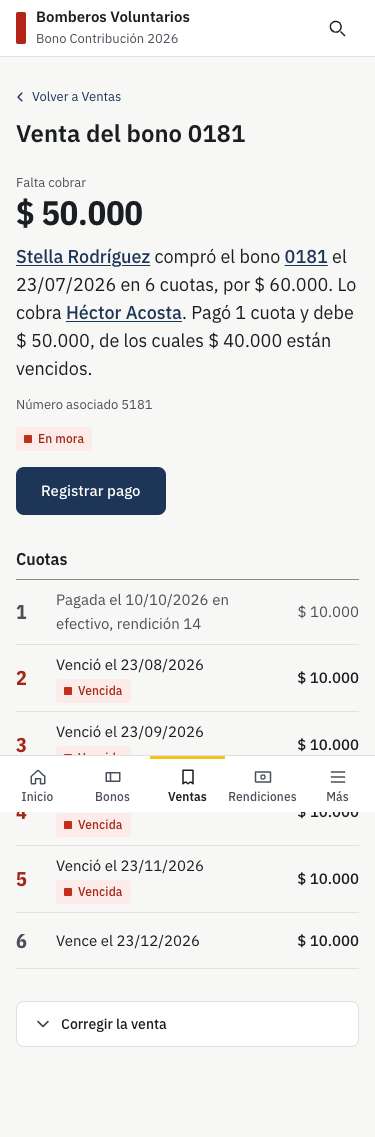 Bomberos Voluntarios
Bono Contribución 2026
Volver a Ventas
Venta del bono 0181
Falta cobrar
$ 50.000
Stella Rodríguez compró el bono 0181 el
23/07/2026 en 6 cuotas, por $ 60.000. Lo
cobra Héctor Acosta. Pagó 1 cuota y debe
$ 50.000, de los cuales $ 40.000 están
vencidos.
Número asociado 5181
En mora
Registrar pago
Cuotas
1 Pagada el 10/10/2026 en
efectivo, rendición 14 $ 10.000
2 Venció el 23/08/2026 $ 10.000
Vencida
3 Venció el 23/09/2026 $ 10.000
Inicio Bonos Ventas Rendiciones Más
4 $ 10.000
Vencida
5 Venció el 23/11/2026 $ 10.000
Vencida
6 Vence el 23/12/2026 $ 10.000
Corregir la venta